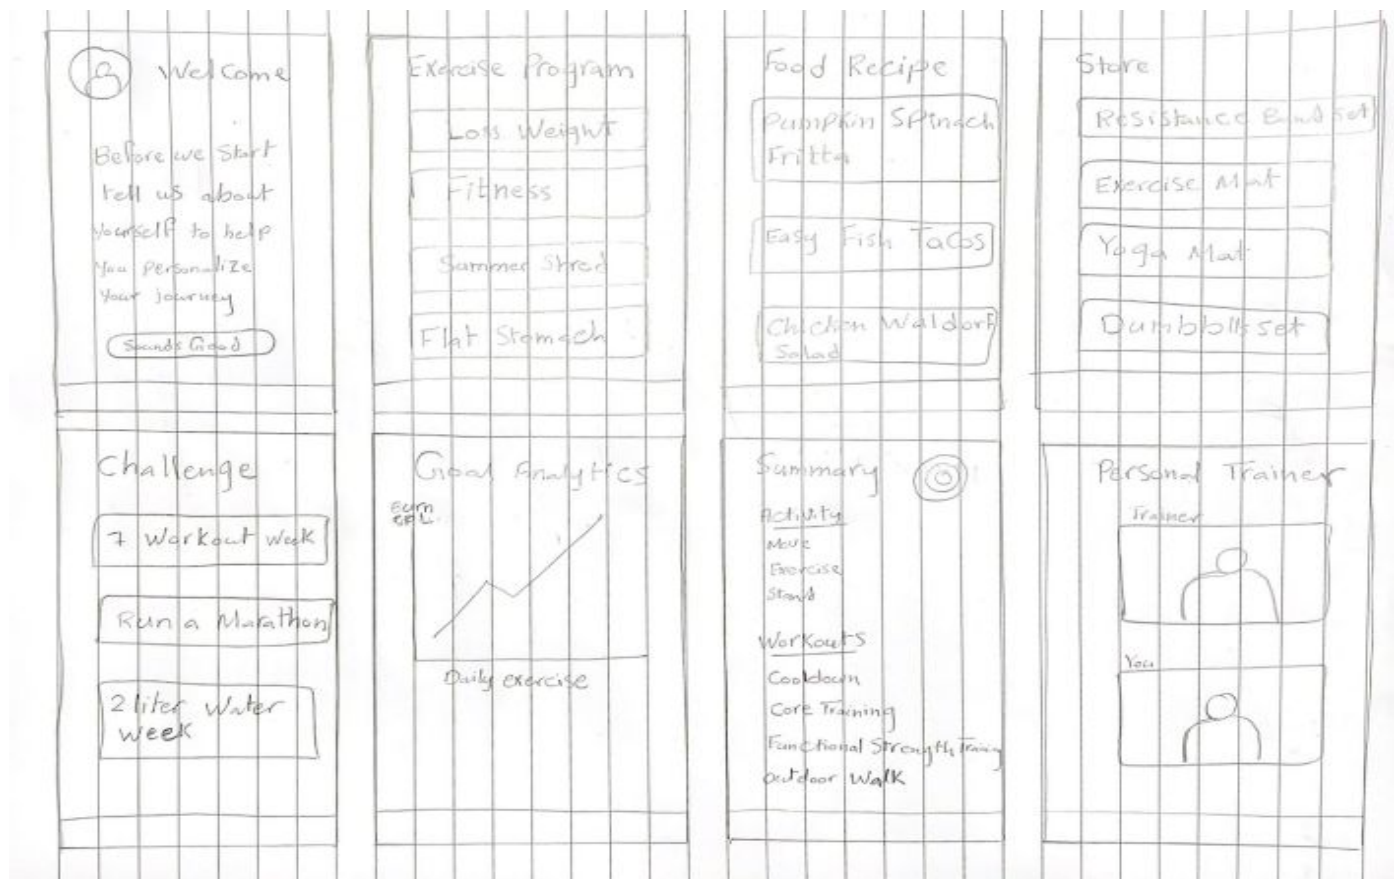 Welcome
Before we Start
tell us about
yourself to help
you personalize
your journey
Sounds Good
Exercise Program
Loss Weight
Fitness
Summer Shred
Flat Stomach
Food Recipe
Pumpkin Spinach
Fritta
Easy Fish Tacos
Chicken Waldorf
Salad
Store
Resistance Band set
Exercise Mat
Yoga Mat
Challenge
7 Workout week
Run a Marathon
2 liter Water
week
Goal Analytics
Daily exercise
Summary
Activity
Move
Exercise
Stand
Workouts
Cooldown
Core Training
Functional Strength
outdoor Walk
Personal Trainer
Trainer
You